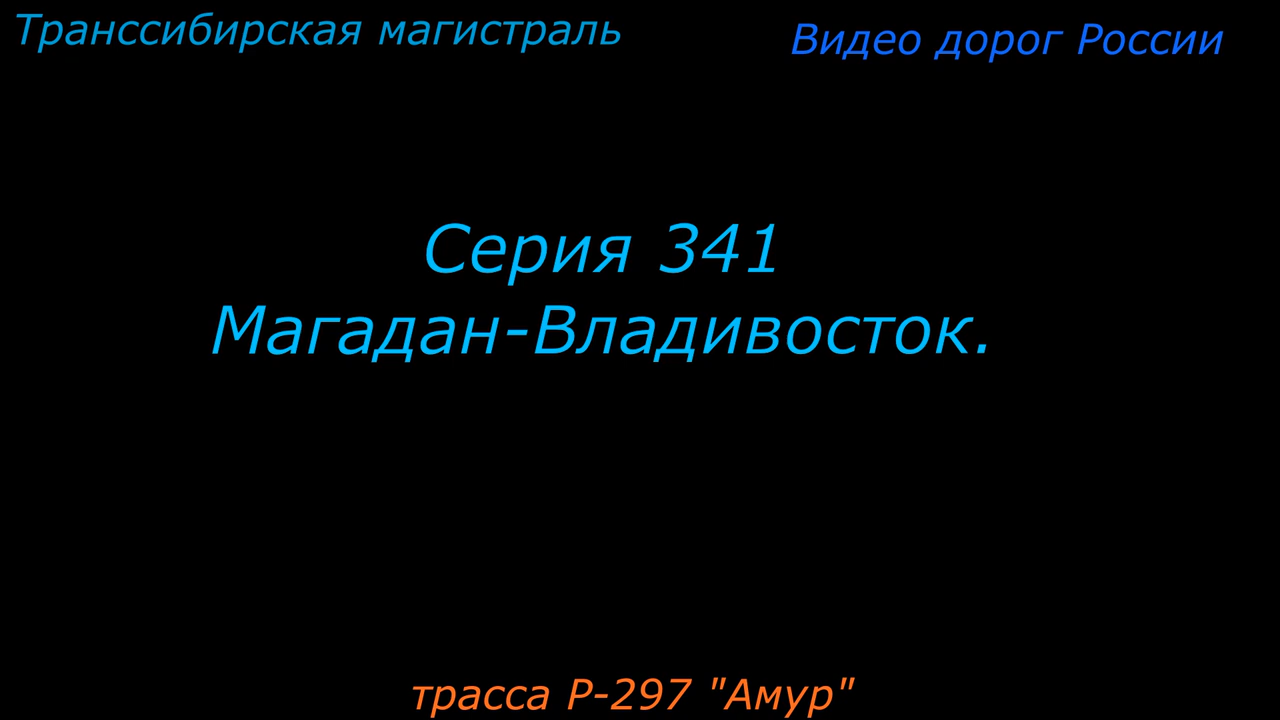 Транссибирская магистраль
Видео дорог России
Серия 341
Магадан-Владивосток.
трасса Р-297 "Амур"